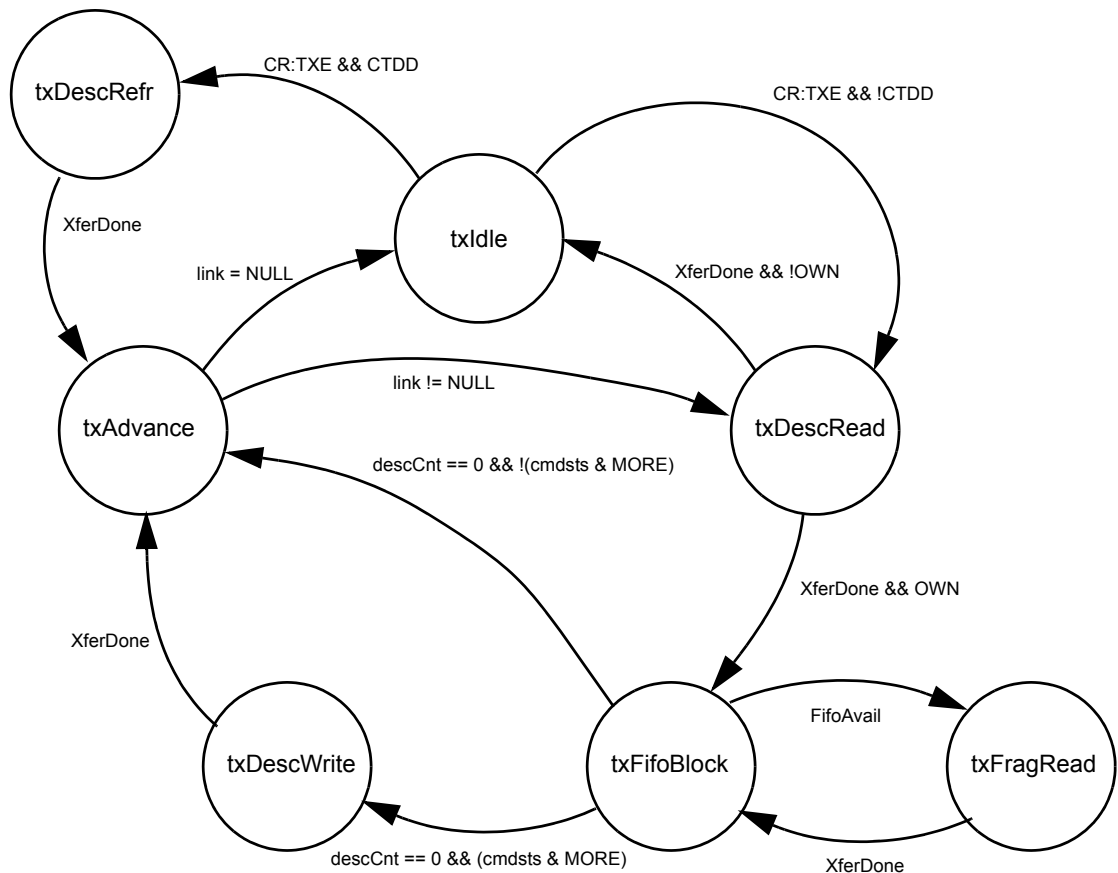 CR:TXE && CTDD
txDescRefr
CR:TXE && !CTDD
XferDone
txIdle
link = NULL
XferDone && !OWN
link != NULL
txAdvance
txDescRead
descCnt == 0 && !(cmdsts & MORE)
XferDone && OWN
XferDone
FifoAvail
txDescWrite
txFifoBlock
txFragRead
descCnt == 0 && (cmdsts & MORE)
XferDone